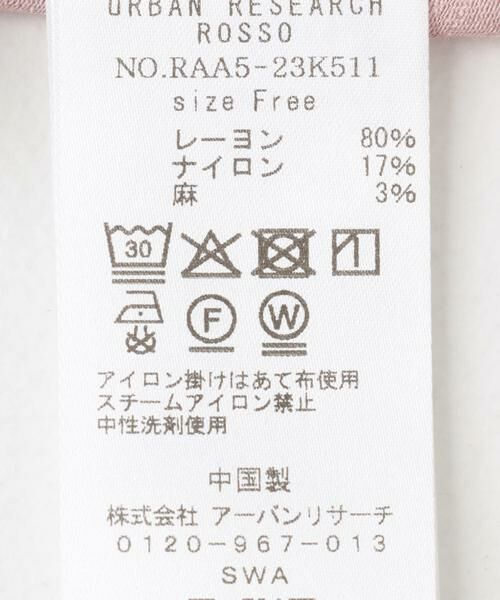 URBAN RESEARCH
ROSSO
NO.RAA5-23K511
size Free
レーヨン 80%
ナイロン 17%
麻 3%
30
F W
アイロン掛けはあて布使用
スチームアイロン禁止
中性洗剤使用
中国製
株式会社 アーバンリサーチ
0120-967-013
SWA